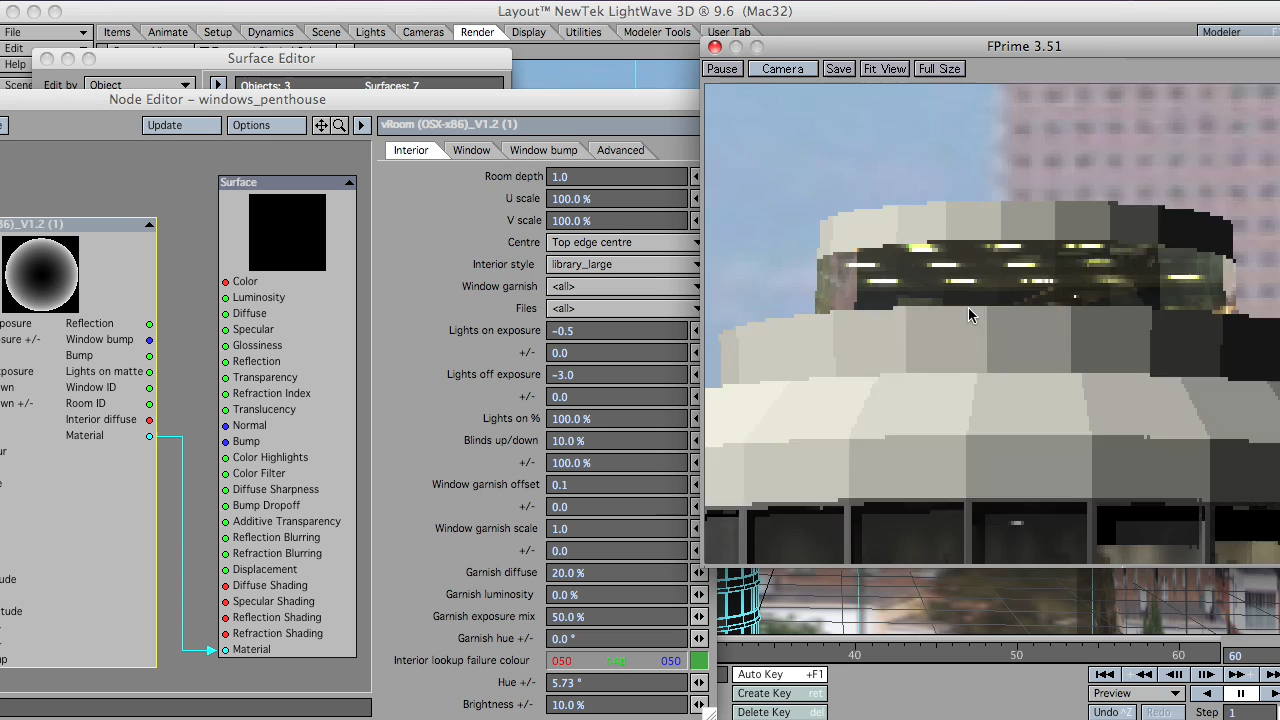 Layout™ NewTek LightWave 3D ® 9.6 (Mac32)
File
Items
Animate
Setup
Dynamics
Scene
Lights
Cameras
Render
Display
Utilities
Modeler Tools
User Tab
Modeler
Edit
Help
Scene
Surface Editor
Edit by
Object
Objects: 3
Surfaces: 7
FPrime 3.51
Pause
Camera
Save
Fit View
Full Size
Node Editor – windows_penthouse
Update
Options
vRoom (OSX-x86)_V1.2 (1)
Interior
Window
Window bump
Advanced
Room depth 1.0
U scale 100.0 %
V scale 100.0 %
Centre Top edge centre
Interior style library_large
Window garnish <all>
Files <all>
Lights on exposure -0.5
+/- 0.0
Lights off exposure -3.0
+/- 0.0
Lights on % 100.0 %
Blinds up/down 10.0 %
+/- 100.0 %
Window garnish offset 0.1
+/- 0.0
Window garnish scale 1.0
+/- 0.0
Garnish diffuse 20.0 %
Garnish luminosity 0.0 %
Garnish exposure mix 50.0 %
Garnish hue +/- 0.0 °
Interior lookup failure colour 050 050
Hue +/- 5.73 °
Brightness +/- 10.0 %
86)_V1.2 (1)
Reflection
Window bump
Bump
Lights on matte
Window ID
Room ID
Interior diffuse
Material
Surface
Color
Luminosity
Diffuse
Specular
Glossiness
Reflection
Transparency
Refraction Index
Translucency
Normal
Bump
Color Highlights
Color Filter
Diffuse Sharpness
Bump Dropoff
Additive Transparency
Reflection Blurring
Refraction Blurring
Displacement
Diffuse Shading
Specular Shading
Reflection Shading
Refraction Shading
Material
40
50
60
60
Auto Key +F1
Create Key ret
Delete Key del
Preview
Undo ^Z
Redo
Step 1